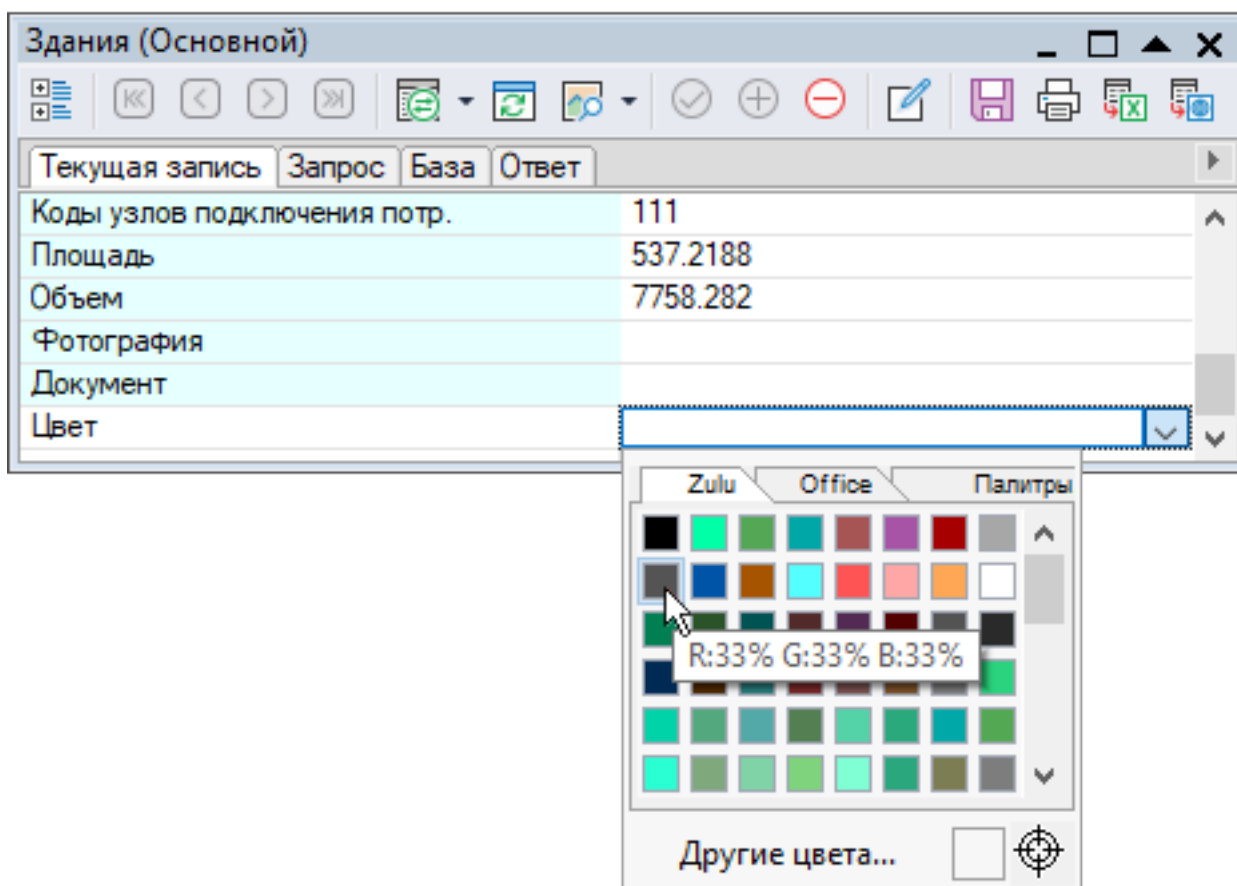 Здания (Основной)
Текущая запись Запрос База Ответ
Коды узлов подключения потр. 111
Площадь 537.2188
Объем 7758.282
Фотография
Документ
Цвет
Zulu Office Палитры
R:33% G:33% B:33%
Другие цвета...